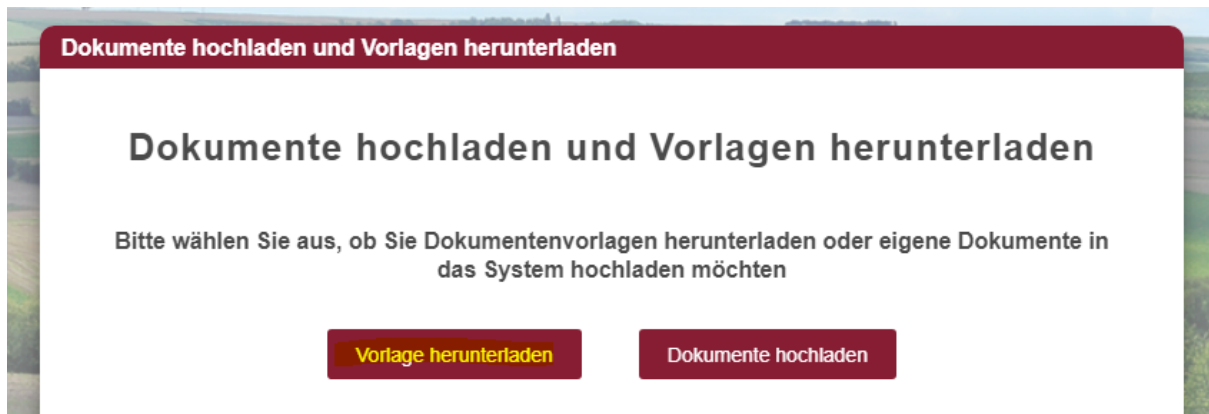 Dokumente hochladen und Vorlagen herunterladen
Dokumente hochladen und Vorlagen herunterladen
Bitte wählen Sie aus, ob Sie Dokumentenvorlagen herunterladen oder eigene Dokumente in
das System hochladen möchten
Vorlage herunterladen
Dokumente hochladen